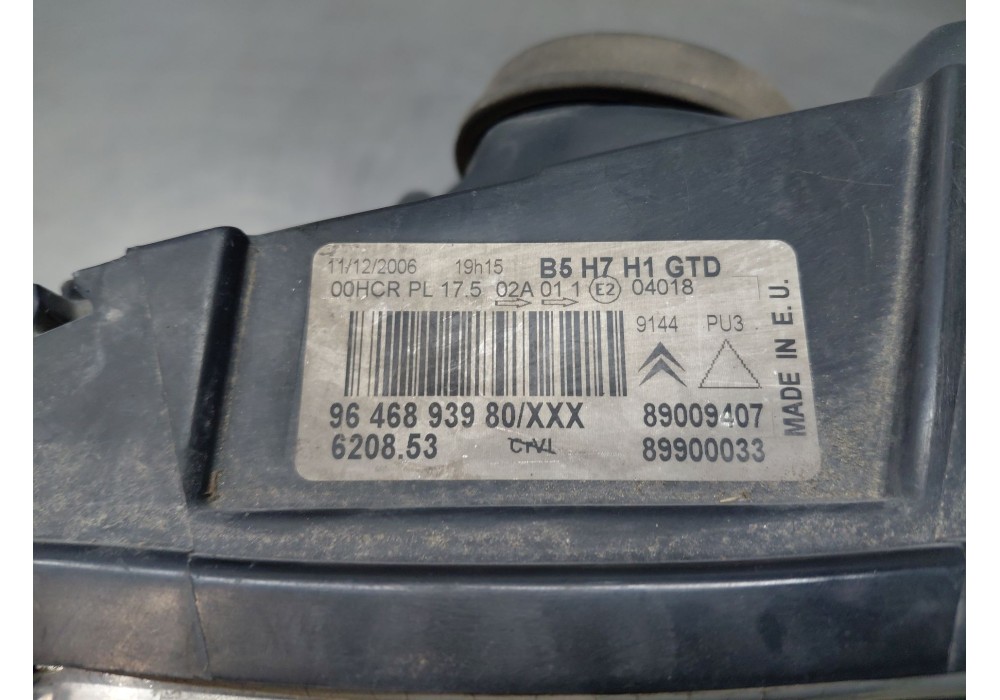 11/12/2006 19h15 B5 H7 H1 GTD
00HCR PL 17.5 02A 01 1 E2 04018
9144 PU3
96 468 939 80/XXX 89009407
6208.53 CrVL 89900033
MADE IN E.U.